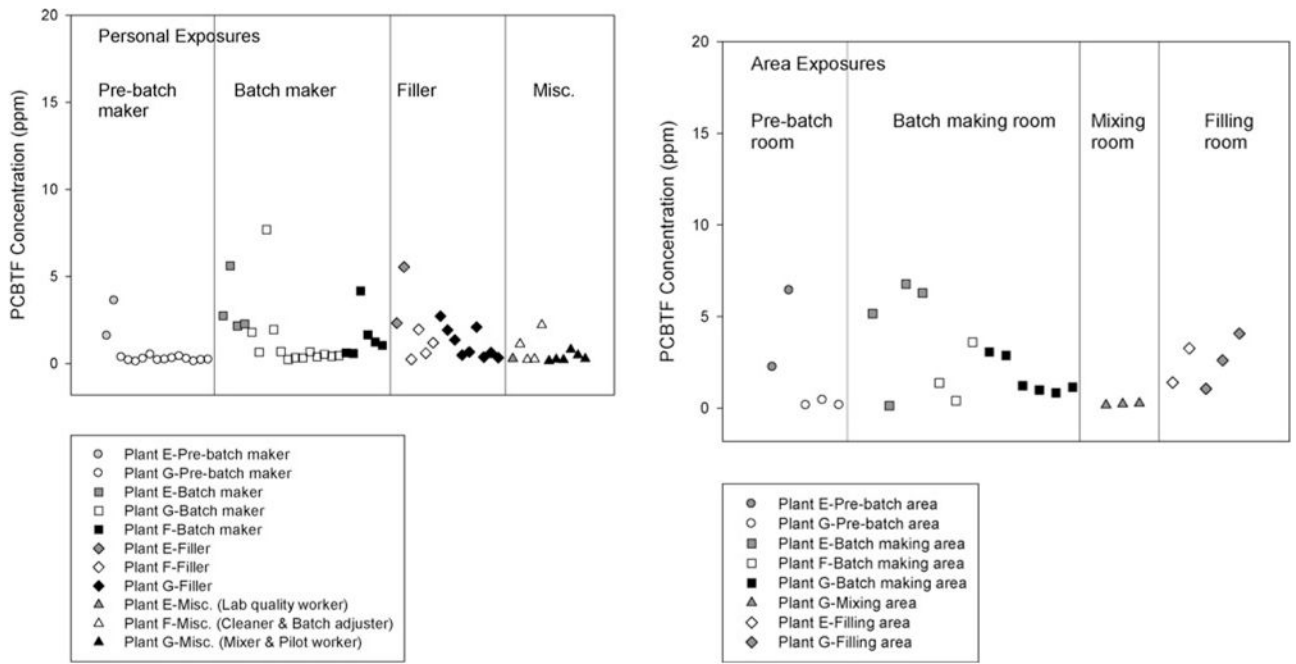 20
15
10
5
0
PCBTF Concentration (ppm)
Personal Exposures
Pre-batch
maker
Batch maker
Filler
Misc.
Plant E-Pre-batch maker
Plant G-Pre-batch maker
Plant E-Batch maker
Plant G-Batch maker
Plant F-Batch maker
Plant E-Filler
Plant F-Filler
Plant G-Filler
Plant E-Misc. (Lab quality worker)
Plant F-Misc. (Cleaner & Batch adjuster)
Plant G-Misc. (Mixer & Pilot worker)
20
15
10
5
0
PCBTF Concentration (ppm)
Area Exposures
Pre-batch
room
Batch making room
Mixing
room
Filling
room
Plant E-Pre-batch area
Plant G-Pre-batch area
Plant E-Batch making area
Plant F-Batch making area
Plant G-Batch making area
Plant G-Mixing area
Plant E-Filling area
Plant G-Filling area